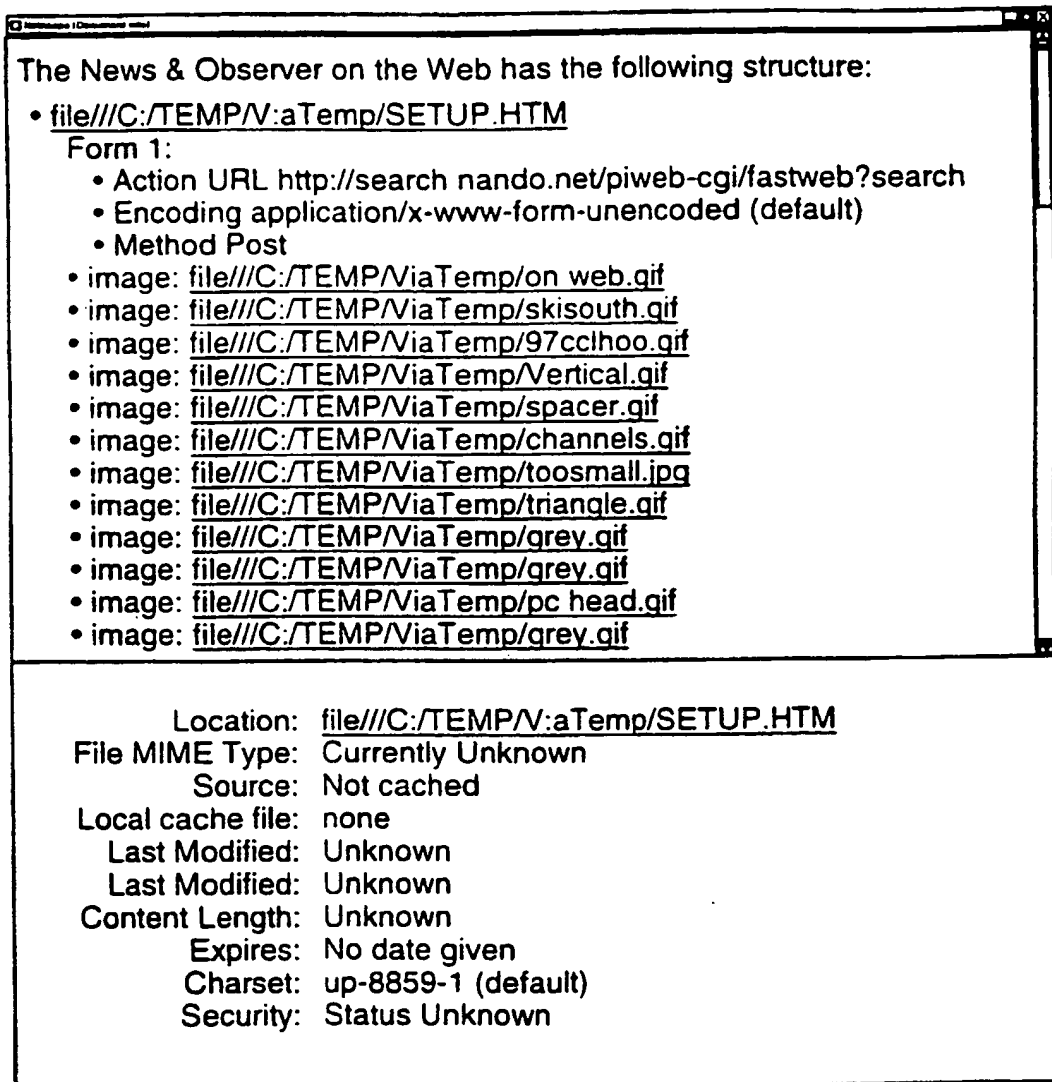 The News & Observer on the Web has the following structure:
• file///C:/TEMP/V:aTemp/SETUP.HTM
Form 1:
• Action URL http://search nando.net/piweb-cgi/fastweb?search
• Encoding application/x-www-form-unencoded (default)
• Method Post
• image: file///C:/TEMP/ViaTemp/on web.gif
• image: file///C:/TEMP/ViaTemp/skisouth.gif
• image: file///C:/TEMP/ViaTemp/97cclhoo.gif
• image: file///C:/TEMP/ViaTemp/Vertical.gif
• image: file///C:/TEMP/ViaTemp/spacer.gif
• image: file///C:/TEMP/ViaTemp/channels.gif
• image: file///C:/TEMP/ViaTemp/toosmall.jpg
• image: file///C:/TEMP/ViaTemp/triangle.gif
• image: file///C:/TEMP/ViaTemp/grey.gif
• image: file///C:/TEMP/ViaTemp/grey.gif
• image: file///C:/TEMP/ViaTemp/pc head.gif
• image: file///C:/TEMP/ViaTemp/grey.gif
Location: file///C:/TEMP/V:aTemp/SETUP.HTM
File MIME Type: Currently Unknown
Source: Not cached
Local cache file: none
Last Modified: Unknown
Last Modified: Unknown
Content Length: Unknown
Expires: No date given
Charset: up-8859-1 (default)
Security: Status Unknown